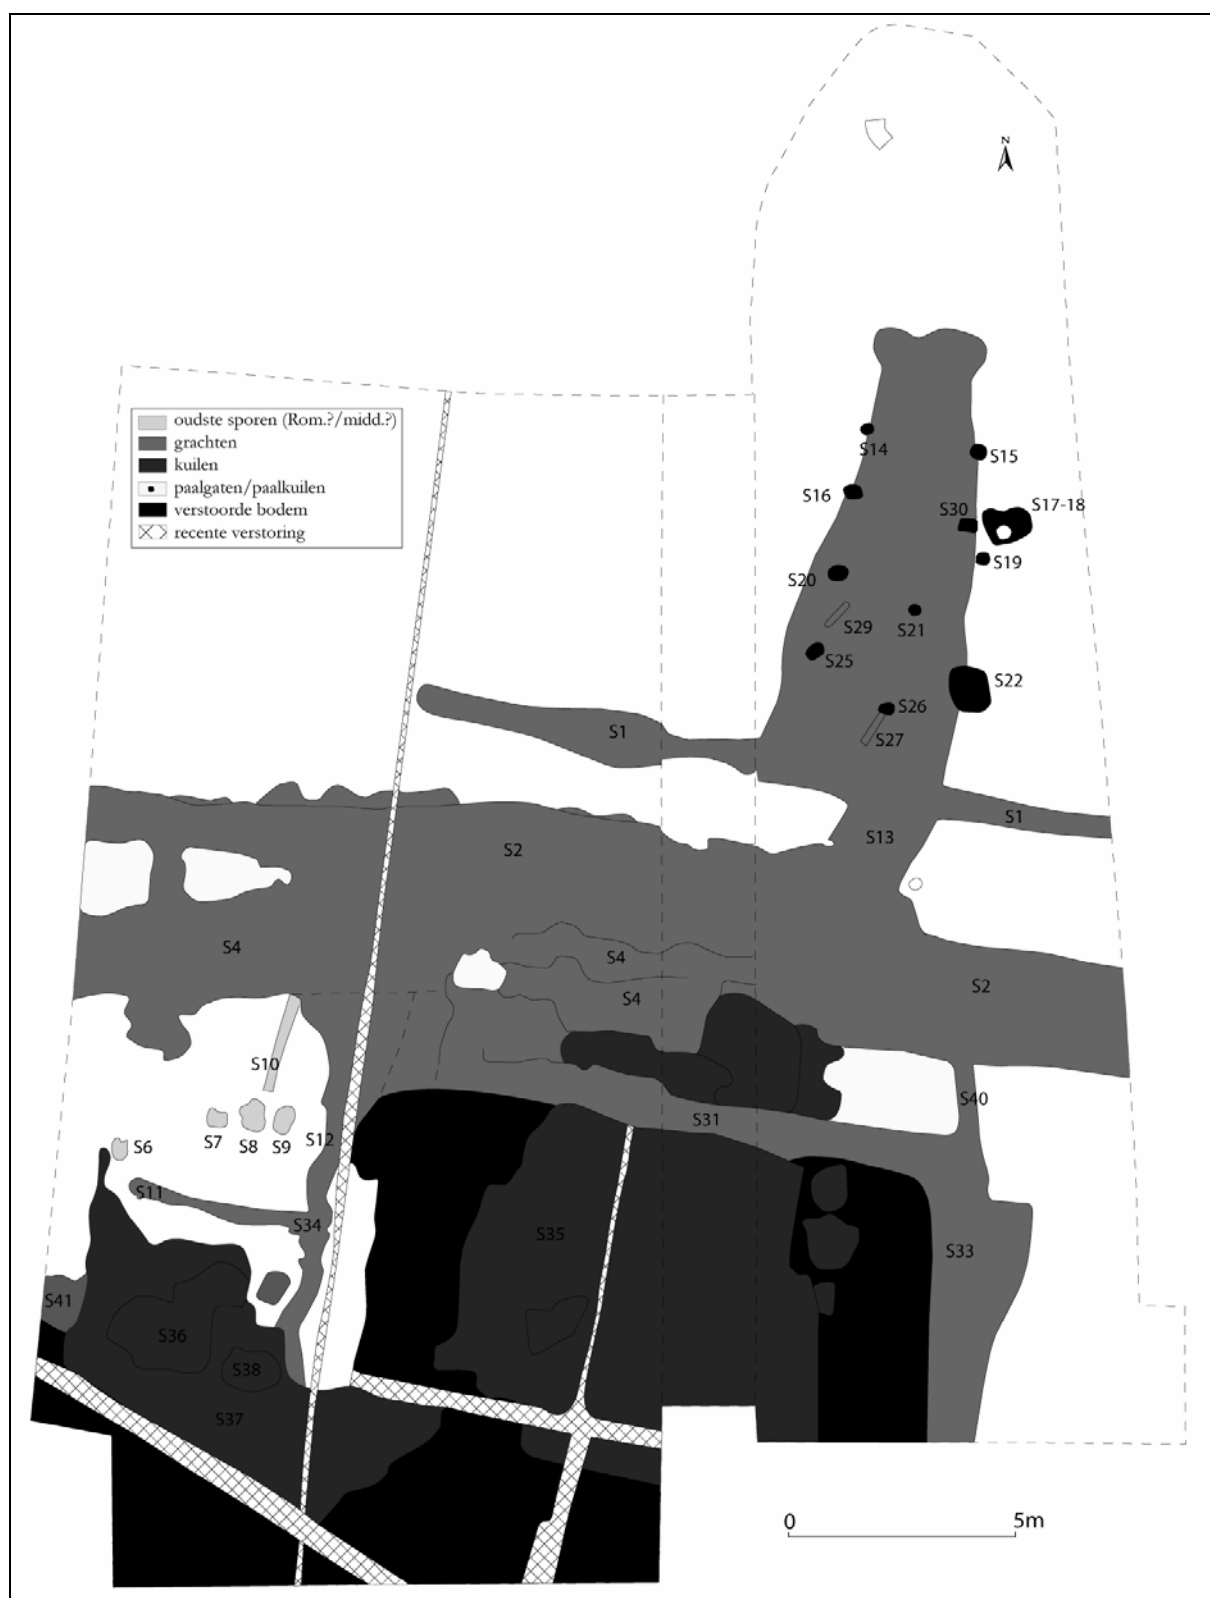 N
oudste sporen (Rom.?/midd.?)
grachten
kuilen
paalgaten/paalkuilen
verstoorde bodem
recente verstoring
S14
S15
S16
S30
S17-18
S19
S20
S29
S21
S25
S22
S26
S27
S1
S1
S13
S2
S4
S4
S4
S2
S10
S40
S31
S7
S8
S9
S12
S6
S11
S34
S35
S33
S41
S36
S38
S37
0
5m